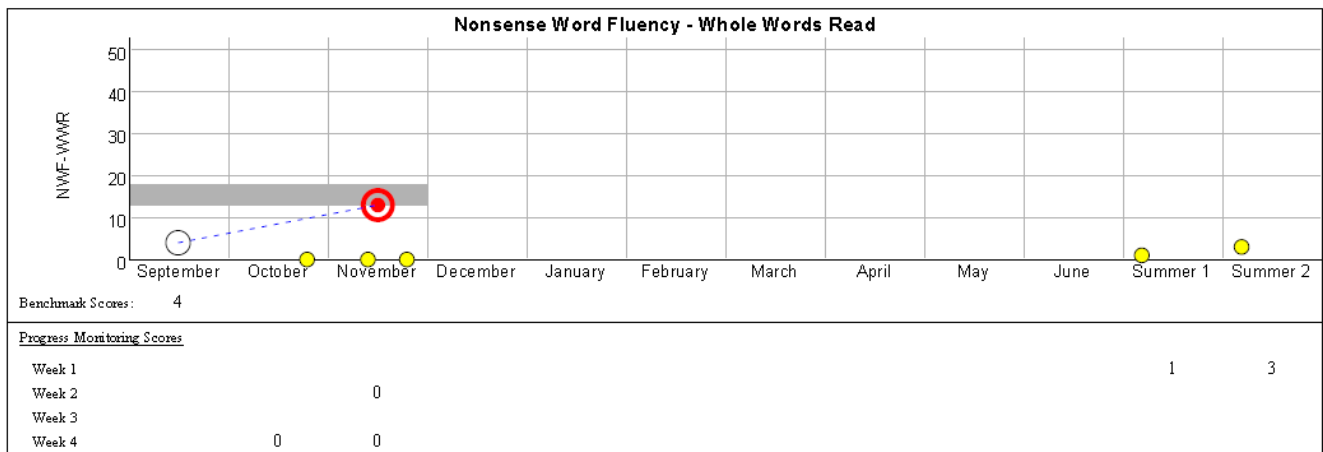 Nonsense Word Fluency - Whole Words Read
NWF-WWR
50
40
30
20
10
0
September October November December January February March April May June Summer 1 Summer 2
Benchmark Scores: 4
Progress Monitoring Scores
Week 1 1 3
Week 2 0
Week 3
Week 4 0 0